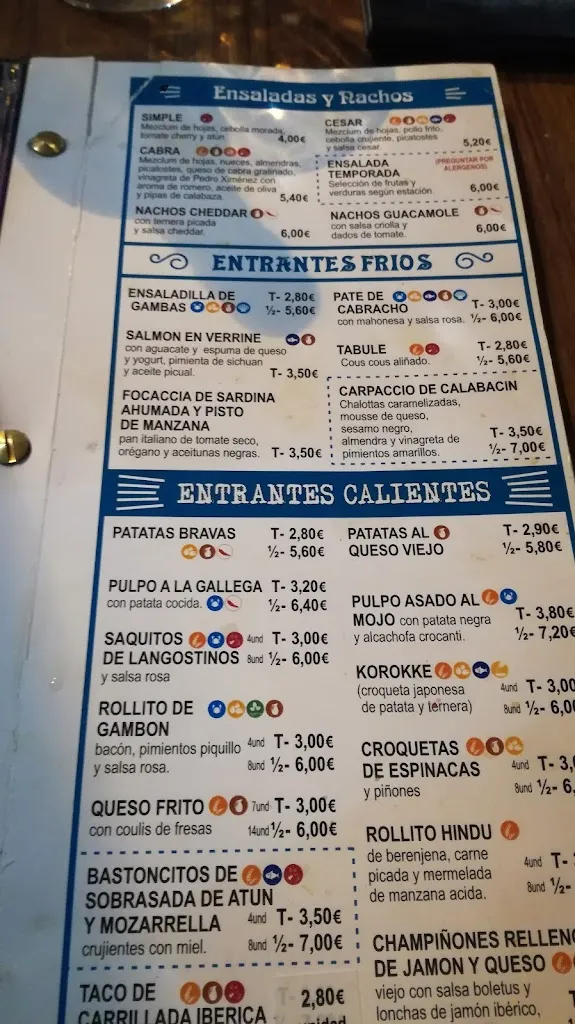 Ensaladas y Nachos
SIMPLE
Mezclum de hojas, cebolla morada,
tomate cherry y atún.
4,00€
CESAR
Mezclum de hojas, pollo frito,
cebolla crujiente, picatostes
y salsa cesar.
5,20€
CABRA
Mezclum de hojas, nueces, almendras,
picatostes, queso de cabra gratinado,
vinagreta de Pedro Ximénez con
aroma de romero, aceite de oliva
y pipas de calabaza.
5,40€
ENSALADA
TEMPORADA
(PREGUNTAR POR
ALERGENOS)
Selección de frutas y
verduras según estación.
6,00€
NACHOS CHEDDAR
con ternera picada
y salsa cheddar.
6,00€
NACHOS GUACAMOLE
con salsa criolla y
dados de tomate.
6,00€
ENTRANTES FRIOS
ENSALADILLA DE T- 2,80€
GAMBAS ½- 5,60€
PATE DE T- 3,00€
CABRACHO ½- 6,00€
con mahonesa y salsa rosa.
SALMON EN VERRINE
con aguacate y espuma de queso
y yogurt, pimienta de sichuan
y aceite picual. T- 3,50€
TABULE T- 2,80€
Cous cous aliñado. ½- 5,60€
FOCACCIA DE SARDINA
AHUMADA Y PISTO
DE MANZANA
pan italiano de tomate seco,
orégano y aceitunas negras. T- 3,50€
CARPACCIO DE CALABACIN
Chalottas caramelizadas,
mousse de queso,
sesamo negro,
almendra y vinagreta de T- 3,50€
pimientos amarillos. ½- 7,00€
ENTRANTES CALIENTES
PATATAS BRAVAS T- 2,80€
½- 5,60€
PATATAS AL T- 2,90€
QUESO VIEJO ½- 5,80€
PULPO A LA GALLEGA T- 3,20€
con patata cocida. ½- 6,40€
PULPO ASADO AL T- 3,80€
MOJO con patata negra
y alcachofa crocanti. ½- 7,20€
SAQUITOS 4und T- 3,00€
DE LANGOSTINOS 8und ½- 6,00€
y salsa rosa
KOROKKE
(croqueta japonesa 4und T- 3,00
de patata y ternera) 8und ½- 6,0
ROLLITO DE
GAMBON
bacón, pimientos piquillo 4und T- 3,00€
y salsa rosa. 8und ½- 6,00€
CROQUETAS
DE ESPINACAS 4und T- 3,
y piñones 8und ½- 6,
QUESO FRITO 7und T- 3,00€
con coulis de fresas 14und ½- 6,00€
ROLLITO HINDU
de berenjena, carne
picada y mermelada 4und T-
de manzana acida. 8und ½-
BASTONCITOS DE
SOBRASADA DE ATUN
Y MOZARRELLA 4und T- 3,50€
crujientes con miel. 8und ½- 7,00€
CHAMPIÑONES RELLENO
DE JAMON Y QUESO
viejo con salsa boletus y
lonchas de jamón ibérico,
TACO DE 2,80€
CARRILLADA IBERICA